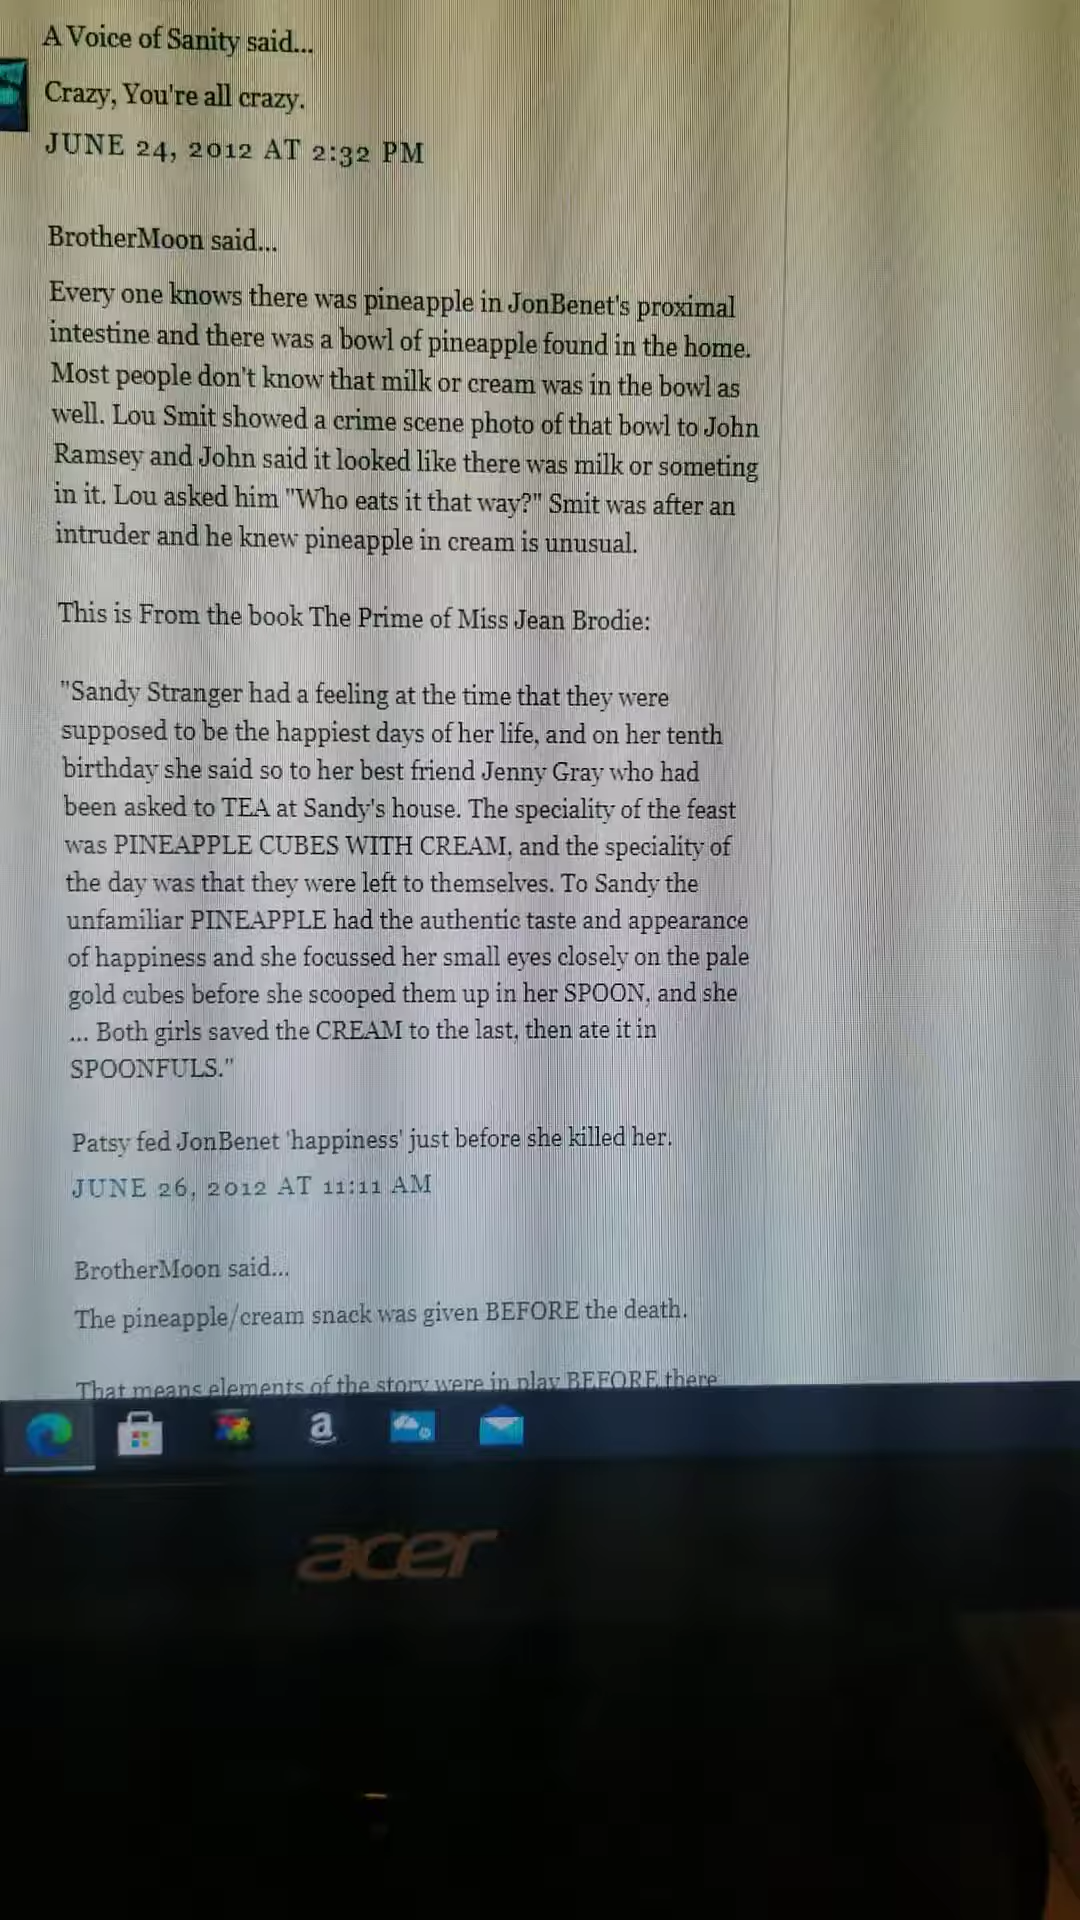 A Voice of Sanity said...
Crazy, You're all crazy.
JUNE 24, 2012 AT 2:32 PM
BrotherMoon said...
Every one knows there was pineapple in JonBenet's proximal
intestine and there was a bowl of pineapple found in the home.
Most people don't know that milk or cream was in the bowl as
well. Lou Smit showed a crime scene photo of that bowl to John
Ramsey and John said it looked like there was milk or someting
in it. Lou asked him "Who eats it that way?" Smit was after an
intruder and he knew pineapple in cream is unusual.
This is From the book The Prime of Miss Jean Brodie:
"Sandy Stranger had a feeling at the time that they were
supposed to be the happiest days of her life, and on her tenth
birthday she said so to her best friend Jenny Gray who had
been asked to TEA at Sandy's house. The speciality of the feast
was PINEAPPLE CUBES WITH CREAM, and the speciality of
the day was that they were left to themselves. To Sandy the
unfamiliar PINEAPPLE had the authentic taste and appearance
of happiness and she focussed her small eyes closely on the pale
gold cubes before she scooped them up in her SPOON, and she
... Both girls saved the CREAM to the last, then ate it in
SPOONFULS."
Patsy fed JonBenet 'happiness' just before she killed her.
JUNE 26, 2012 AT 11:11 AM
BrotherMoon said...
The pineapple/cream snack was given BEFORE the death.
That means elements of the story were in play BEFORE there
a
acer